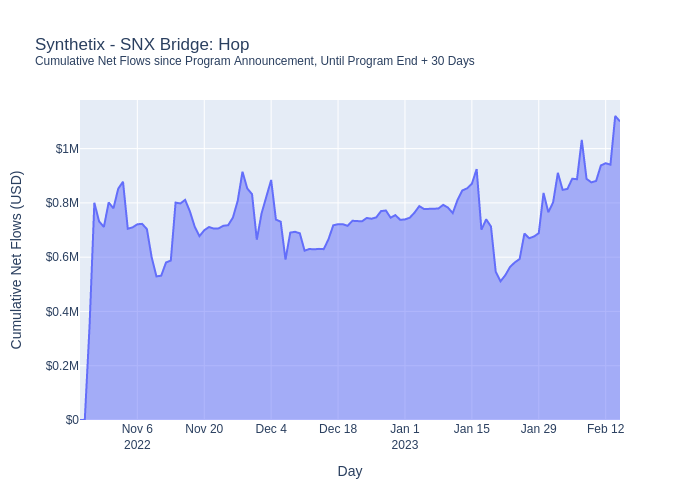 Synthetix - SNX Bridge: Hop
Cumulative Net Flows since Program Announcement, Until Program End + 30 Days
Cumulative Net Flows (USD)
$1M
$0.8M
$0.6M
$0.4M
$0.2M
$0
Nov 6 Nov 20 Dec 4 Dec 18 Jan 1 Jan 15 Jan 29 Feb 12
2022 2023
Day